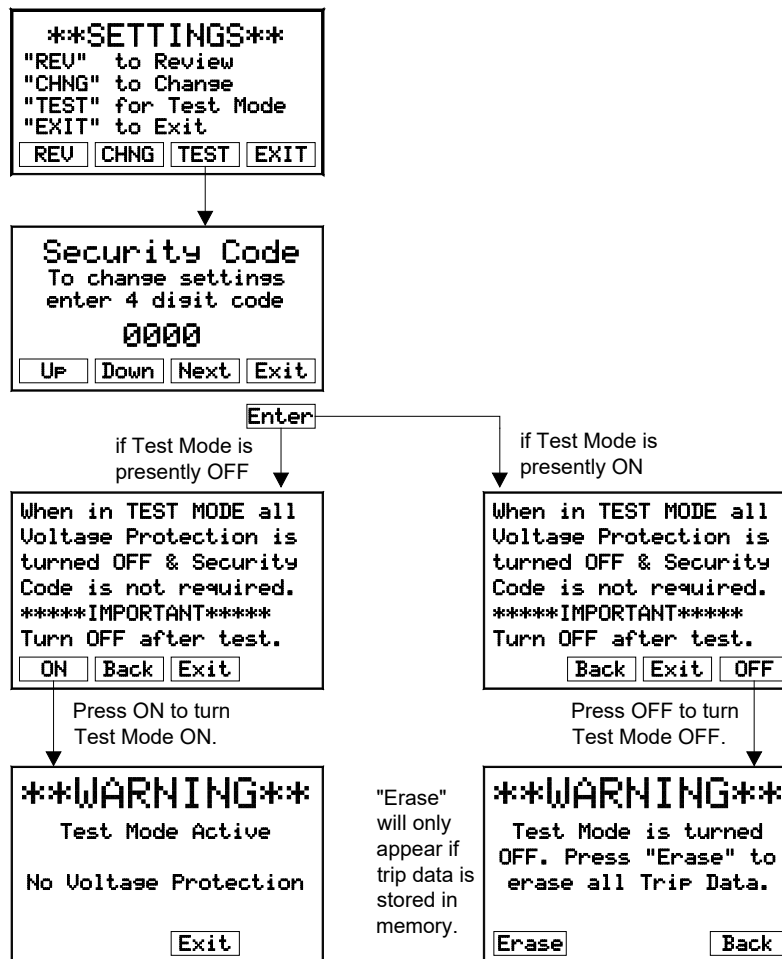 **SETTINGS**
"REV" to Review
"CHNG" to Change
"TEST" for Test Mode
"EXIT" to Exit
REV CHNG TEST EXIT
Security Code
To change settings
enter 4 digit code
0000
Up Down Next Exit
Enter
if Test Mode is
presently OFF
if Test Mode is
presently ON
When in TEST MODE all
Voltage Protection is
turned OFF & Security
Code is not required.
*****IMPORTANT*****
Turn OFF after test.
ON Back Exit
When in TEST MODE all
Voltage Protection is
turned OFF & Security
Code is not required.
*****IMPORTANT*****
Turn OFF after test.
Back Exit OFF
Press ON to turn
Test Mode ON.
Press OFF to turn
Test Mode OFF.
**WARNING**
Test Mode Active
No Voltage Protection
Exit
"Erase"
will only
appear if
trip data is
stored in
memory.
**WARNING**
Test Mode is turned
OFF. Press "Erase" to
erase all Trip Data.
Erase Back